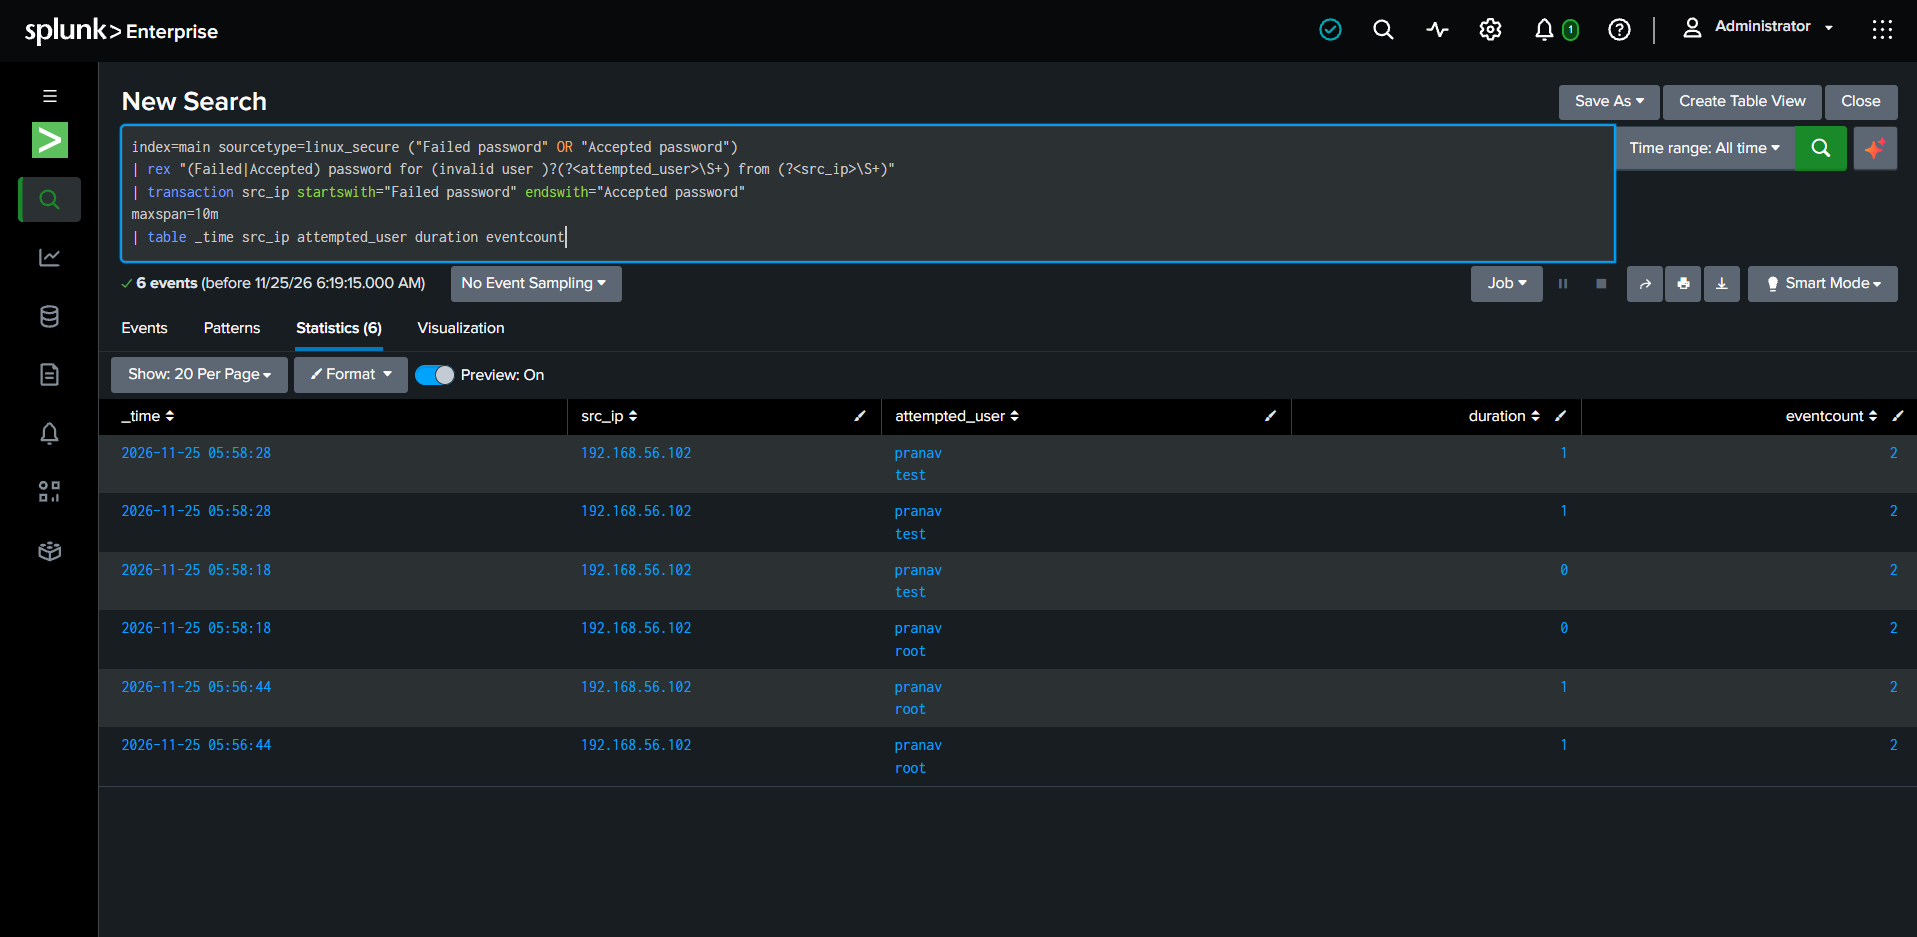 splunk> Enterprise
1
Administrator
New Search
Save As
Create Table View
Close
index=main sourcetype=linux_secure ("Failed password" OR "Accepted password")
| rex "(Failed|Accepted) password for (invalid user )?(?<attempted_user>\S+) from (?<src_ip>\S+)"
| transaction src_ip startswith="Failed password" endswith="Accepted password"
maxspan=10m
| table _time src_ip attempted_user duration eventcount
Time range: All time
6 events (before 11/25/26 6:19:15.000 AM)
No Event Sampling
Job
Smart Mode
Events
Patterns
Statistics (6)
Visualization
Show: 20 Per Page
Format
Preview: On
_time src_ip attempted_user duration eventcount
2026-11-25 05:58:28 192.168.56.102 pranav 1 2
test
2026-11-25 05:58:28 192.168.56.102 pranav 1 2
test
2026-11-25 05:58:18 192.168.56.102 pranav 0 2
test
2026-11-25 05:58:18 192.168.56.102 pranav 0 2
root
2026-11-25 05:56:44 192.168.56.102 pranav 1 2
root
2026-11-25 05:56:44 192.168.56.102 pranav 1 2
root